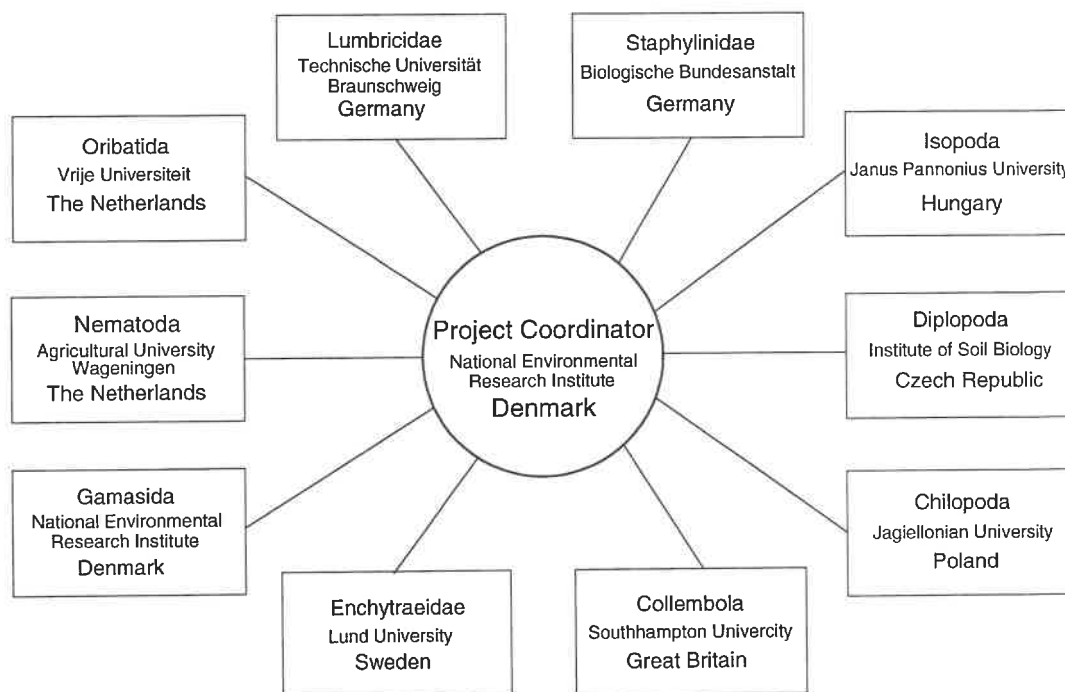 Lumbricidae
Technische Universität
Braunschweig
Germany
Staphylinidae
Biologische Bundesanstalt
Germany
Oribatida
Vrije Universiteit
The Netherlands
Isopoda
Janus Pannonius University
Hungary
Nematoda
Agricultural University
Wageningen
The Netherlands
Project Coordinator
National Environmental
Research Institute
Denmark
Diplopoda
Institute of Soil Biology
Czech Republic
Gamasida
National Environmental
Research Institute
Denmark
Chilopoda
Jagiellonian University
Poland
Enchytraeidae
Lund University
Sweden
Collembola
Southhampton Univercity
Great Britain